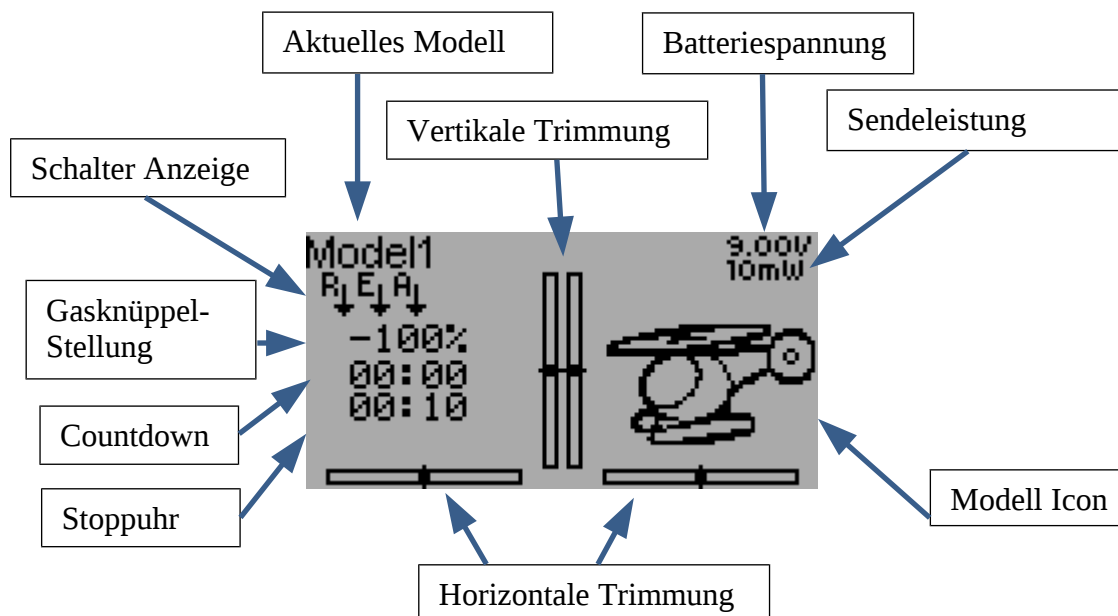 Aktuelles Modell
Batteriespannung
Vertikale Trimmung
Sendeleistung
Schalter Anzeige
Model1
9.00V
10mW
R E A
Gasknüppel-
Stellung
-100%
00:00
00:10
Countdown
Stoppuhr
Modell Icon
Horizontale Trimmung